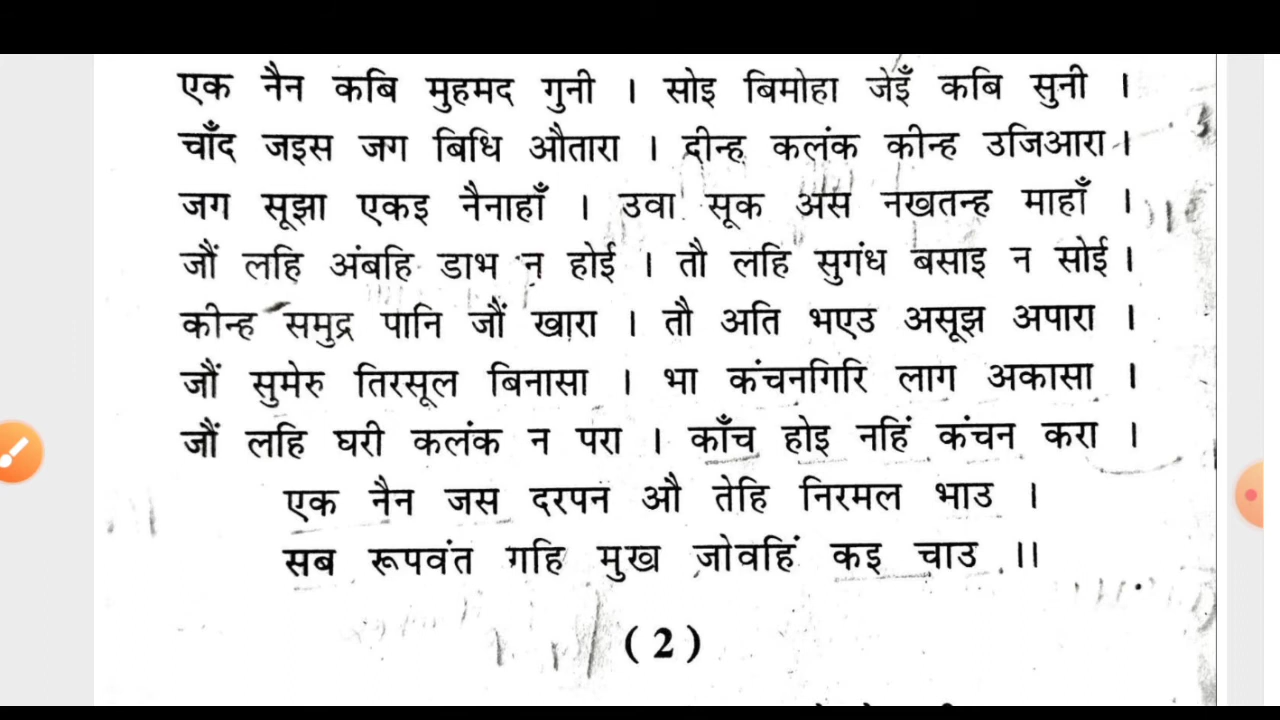 एक नैन कबि मुहमद गुनी । सोइ बिमोहा जेइँ कबि सुनी ।
चाँद जइस जग बिधि औतारा । दीन्ह कलंक कीन्ह उजिआरा ।
जग सूझा एकइ नैनाहाँ । उवा सूक अस नखतन्ह माहाँ ।
जौं लहि अंबहि डाभ न होई । तौ लहि सुगंध बसाइ न सोई ।
कीन्ह समुद्र पानि जौं खारा । तौ अति भएउ असूझ अपारा ।
जौं सुमेरु तिरसूल बिनासा । भा कंचनगिरि लाग अकासा ।
जौं लहि घरी कलंक न परा । काँच होइ नहिं कंचन करा ।
एक नैन जस दरपन औ तेहि निरमल भाउ ।
सब रूपवंत गहि मुख जोवहिं कइ चाउ ।।
( 2 )